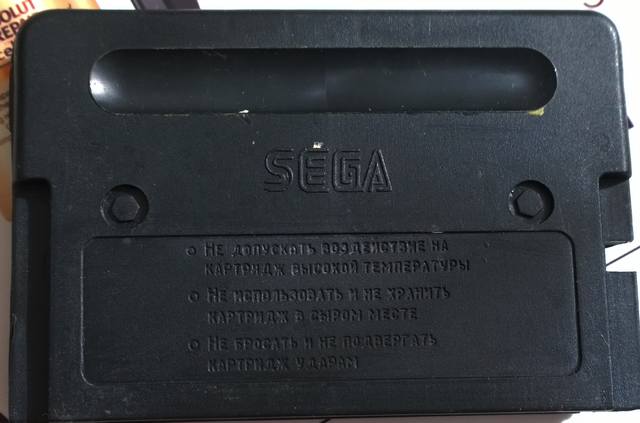 OLUT
SEGA
○ Не допускать воздействие на
картридж высокой температуры
○ Не использовать и не хранить
картридж в сыром месте
○ Не бросать и не подвергать
картридж ударам